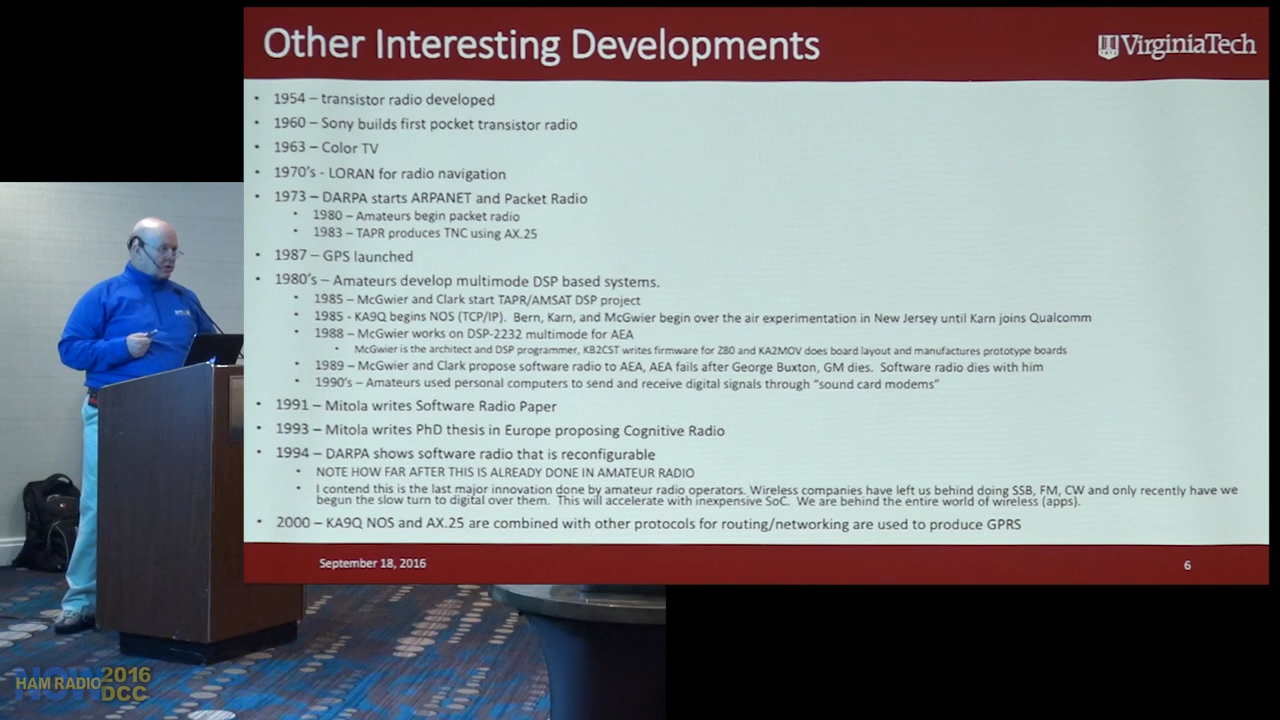 Other Interesting Developments
VirginiaTech
1954 – transistor radio developed
1960 – Sony builds first pocket transistor radio
1963 – Color TV
1970's - LORAN for radio navigation
1973 – DARPA starts ARPANET and Packet Radio
1980 – Amateurs begin packet radio
1983 – TAPR produces TNC using AX.25
1987 – GPS launched
1980's – Amateurs develop multimode DSP based systems.
1985 – McGwier and Clark start TAPR/AMSAT DSP project
1985 - KA9Q begins NOS (TCP/IP). Bern, Karn, and McGwier begin over the air experimentation in New Jersey until Karn joins Qualcomm
1988 – McGwier works on DSP-2232 multimode for AEA
McGwier is the architect and DSP programmer, KB2CST writes firmware for Z80 and KA2MOV does board layout and manufactures prototype boards
1989 – McGwier and Clark propose software radio to AEA, AEA fails after George Buxton, GM dies. Software radio dies with him
1990's – Amateurs used personal computers to send and receive digital signals through "sound card modems"
1991 – Mitola writes Software Radio Paper
1993 – Mitola writes PhD thesis in Europe proposing Cognitive Radio
1994 – DARPA shows software radio that is reconfigurable
NOTE HOW FAR AFTER THIS IS ALREADY DONE IN AMATEUR RADIO
I contend this is the last major innovation done by amateur radio operators. Wireless companies have left us behind doing SSB, FM, CW and only recently have we
begun the slow turn to digital over them. This will accelerate with inexpensive SoC. We are behind the entire world of wireless (apps).
2000 – KA9Q NOS and AX.25 are combined with other protocols for routing/networking are used to produce GPRS
September 18, 2016
6
HAM RADIO NOW 2016
DCC